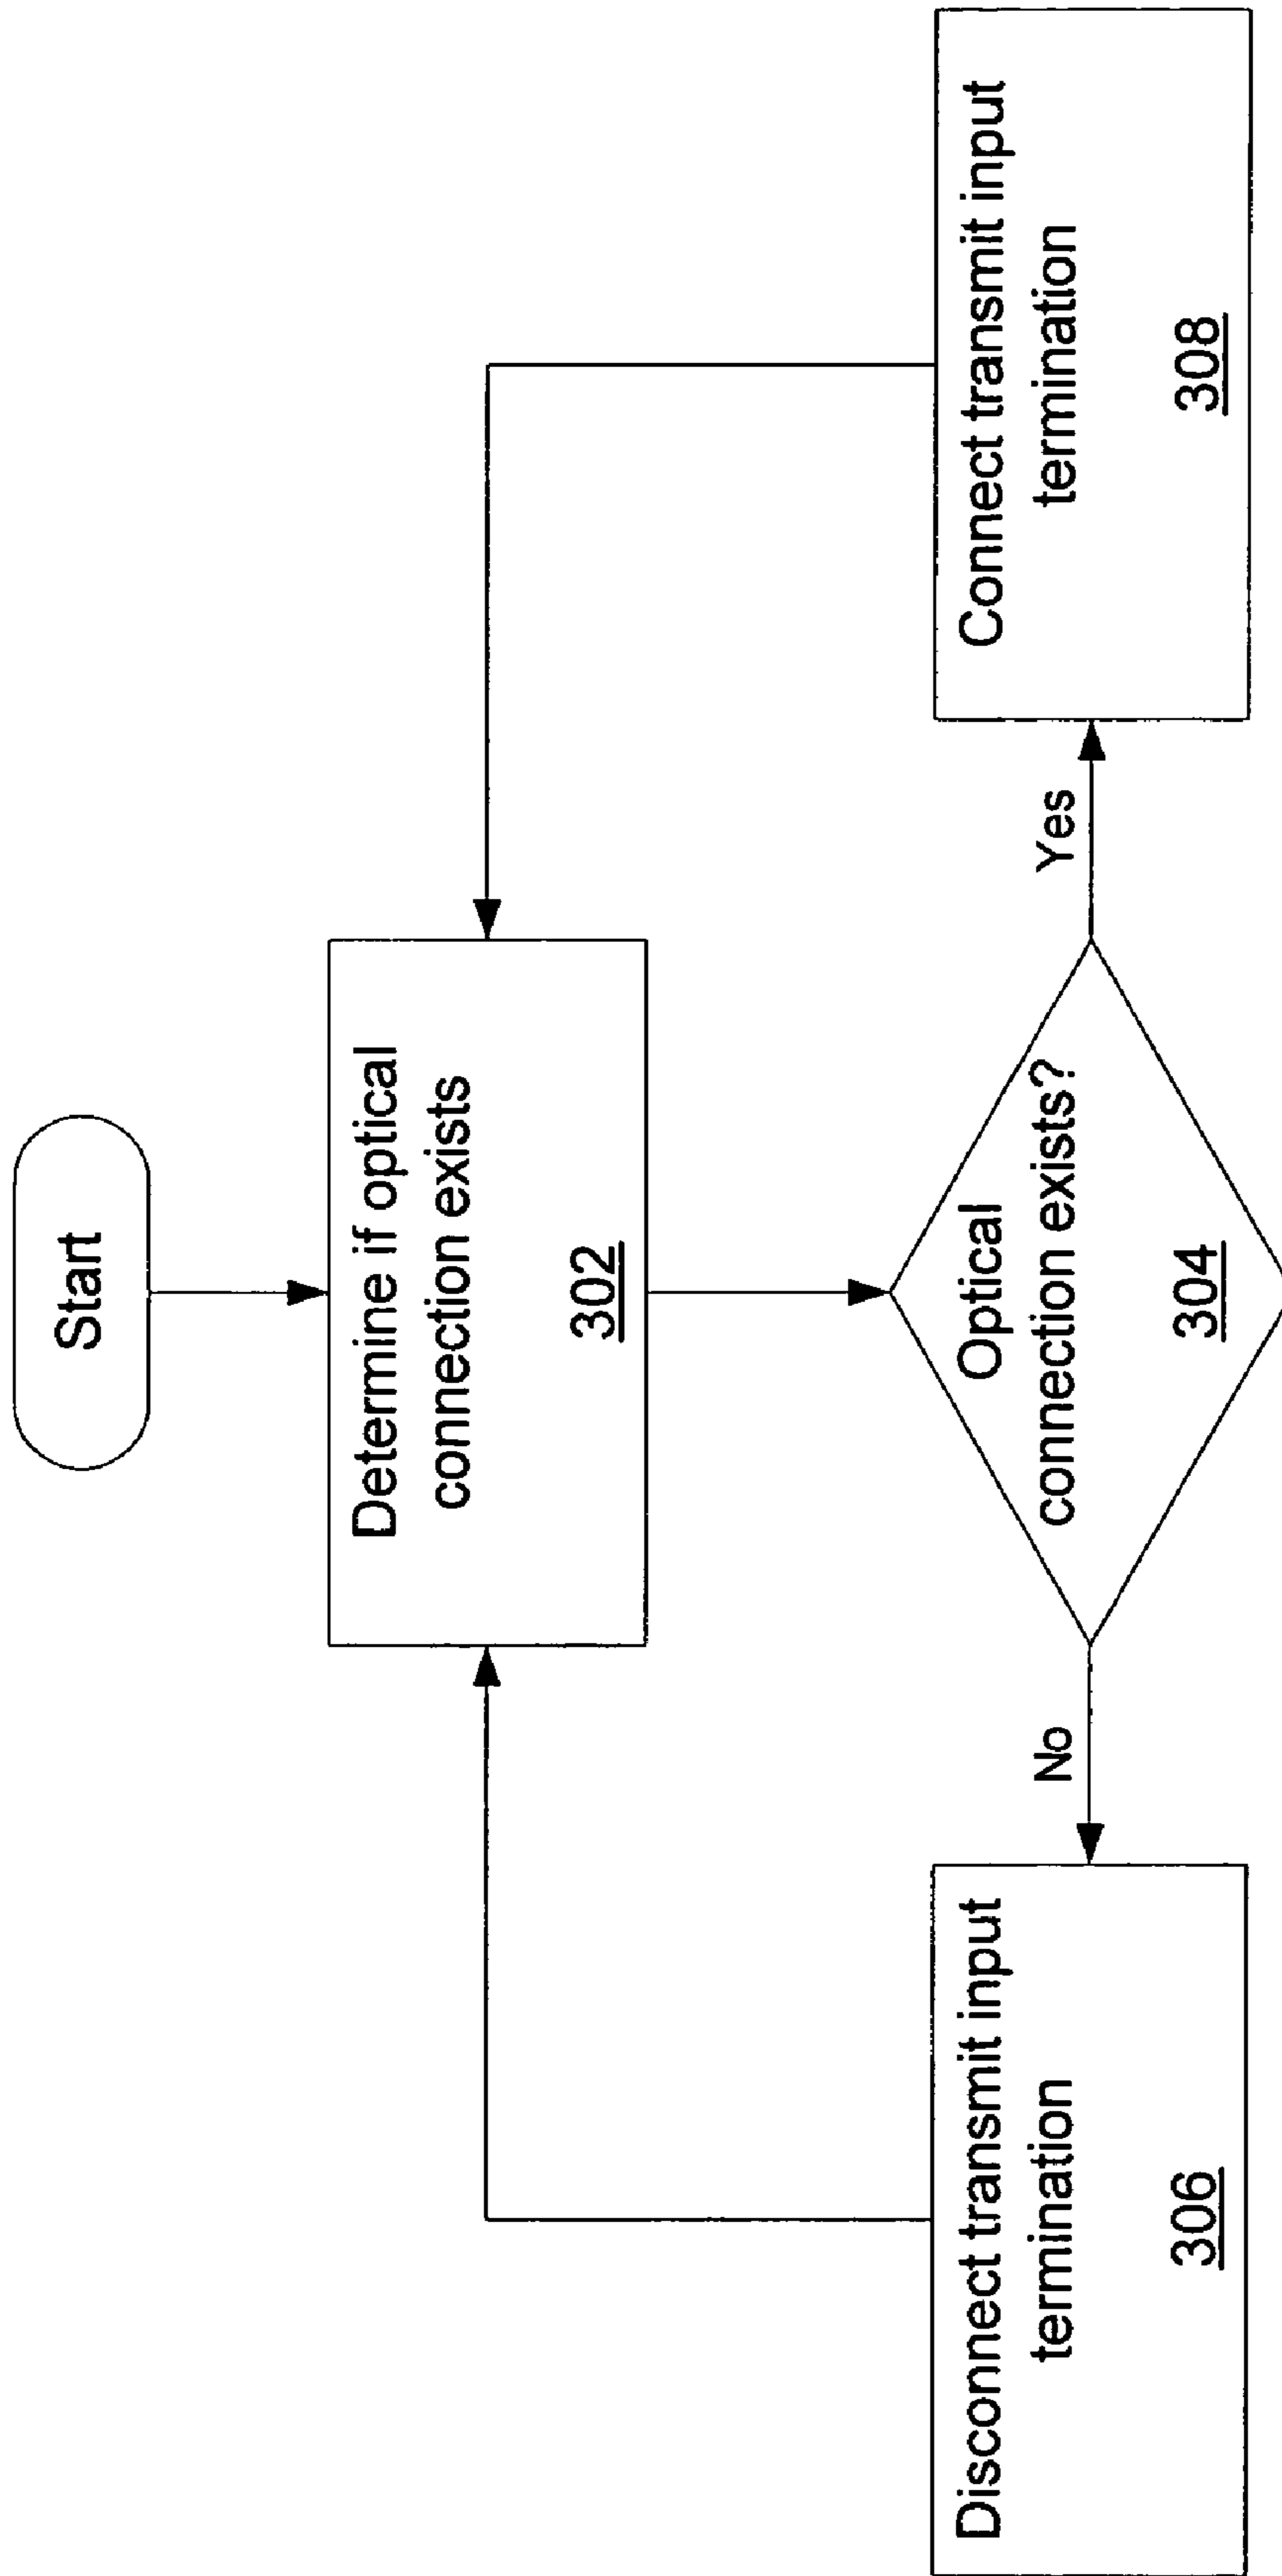 Start
Determine if optical
connection exists
302
Optical
connection exists?
304
No
Yes
Disconnect transmit input
termination
306
Connect transmit input
termination
308